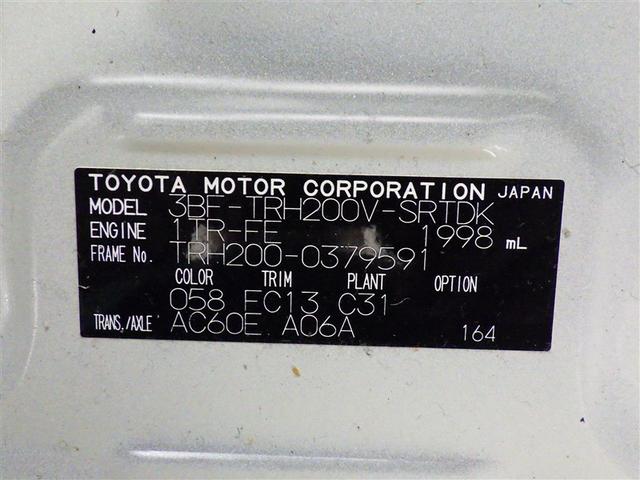 TOYOTA MOTOR CORPORATION JAPAN
MODEL 3BF-TRH200V-SRTDK
ENGINE 1TR-FE 1998 mL
FRAME No. TRH200-0379591
COLOR TRIM PLANT OPTION
058 FC13 C31
TRANS./AXLE AC60E A06A 164